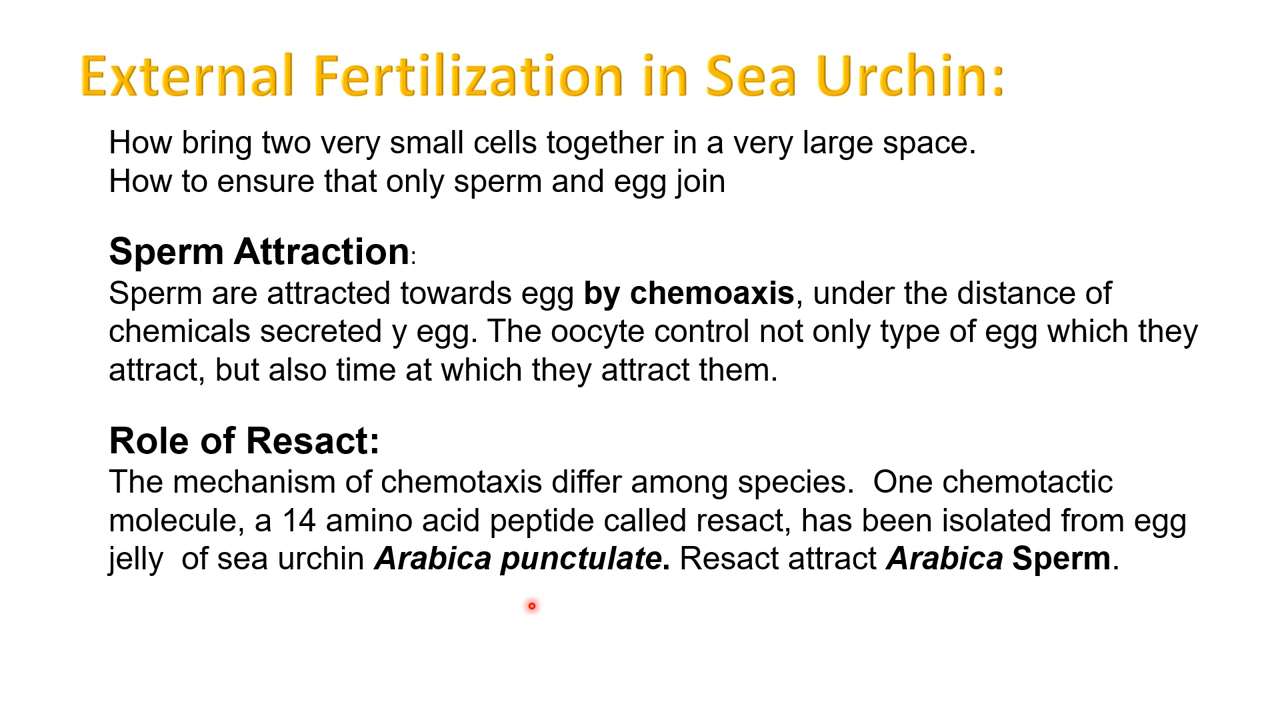 External Fertilization in Sea Urchin:
How bring two very small cells together in a very large space.
How to ensure that only sperm and egg join
Sperm Attraction:
Sperm are attracted towards egg by chemoaxis, under the distance of
chemicals secreted y egg. The oocyte control not only type of egg which they
attract, but also time at which they attract them.
Role of Resact:
The mechanism of chemotaxis differ among species.  One chemotactic
molecule, a 14 amino acid peptide called resact, has been isolated from egg
jelly  of sea urchin Arabica punctulate. Resact attract Arabica Sperm.